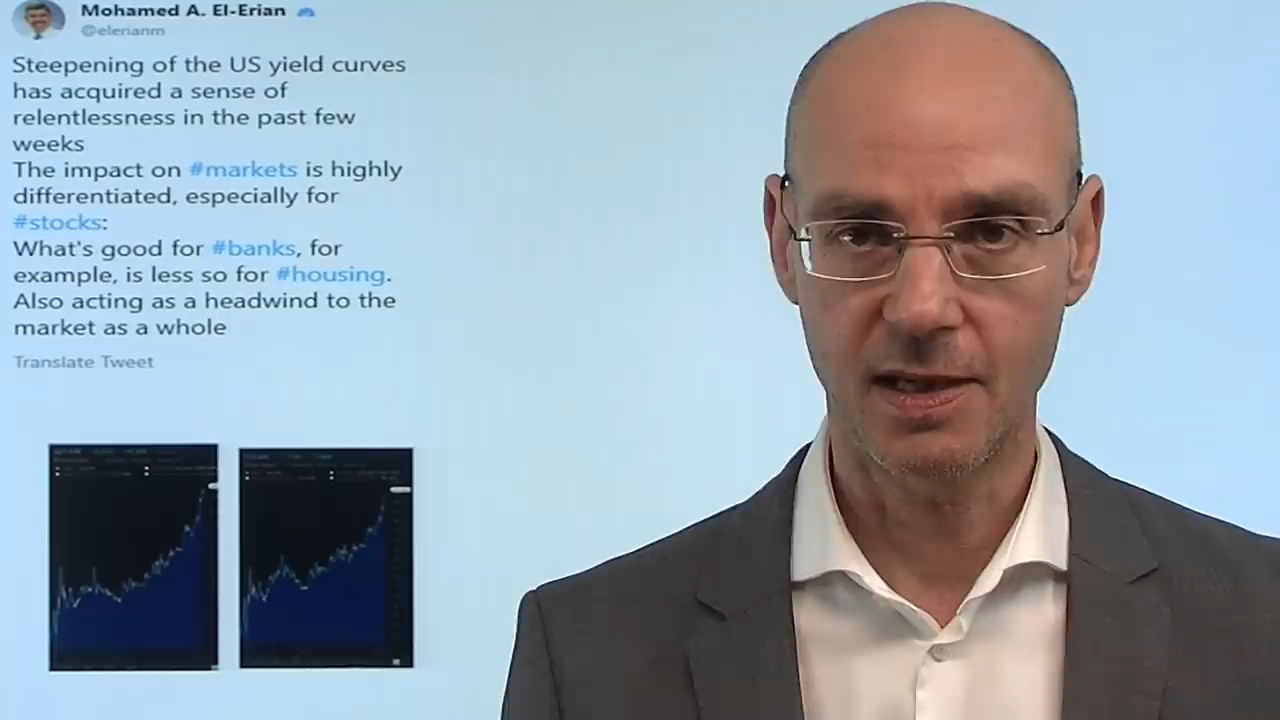 Mohamed A. El-Erian
@elerianm
Steepening of the US yield curves
has acquired a sense of
relentlessness in the past few
weeks
The impact on #markets is highly
differentiated, especially for
#stocks:
What's good for #banks, for
example, is less so for #housing.
Also acting as a headwind to the
market as a whole
Translate Tweet